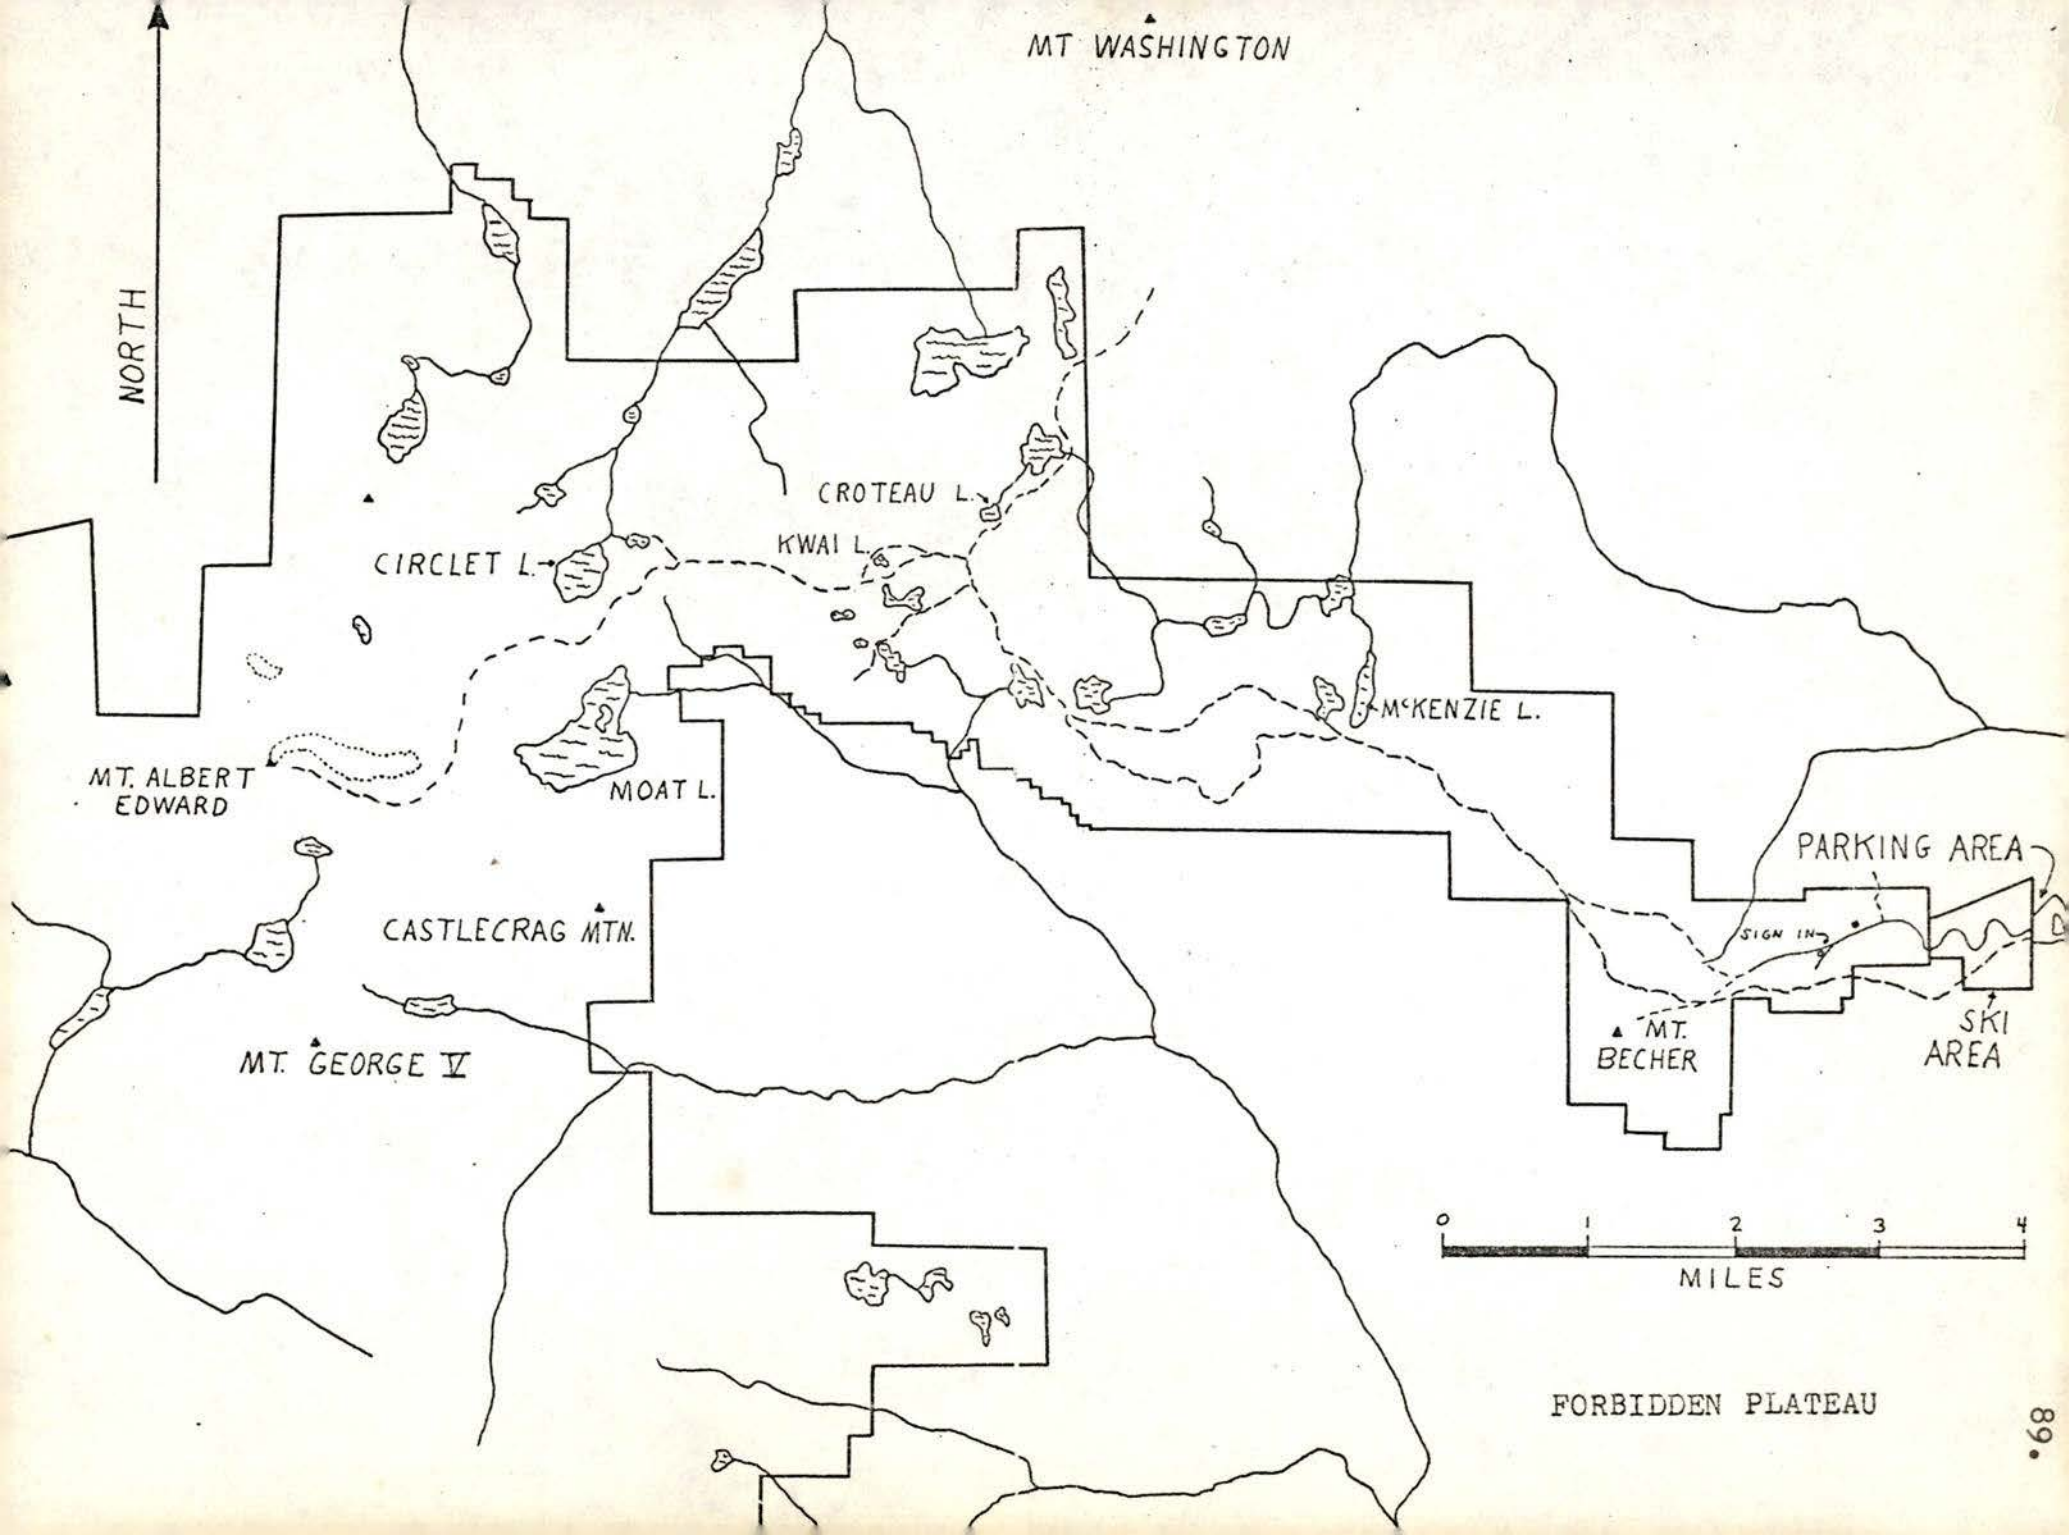 MT WASHINGTON
NORTH
CROTEAU L.
KWAI L.
CIRCLET L.
McKENZIE L.
MT. ALBERT
EDWARD
MOAT L.
PARKING AREA
CASTLECRAG MTN.
SIGN IN
SKI
AREA
MT.
BECHER
MT. GEORGE V
0 1 2 3 4
MILES
FORBIDDEN PLATEAU
89.